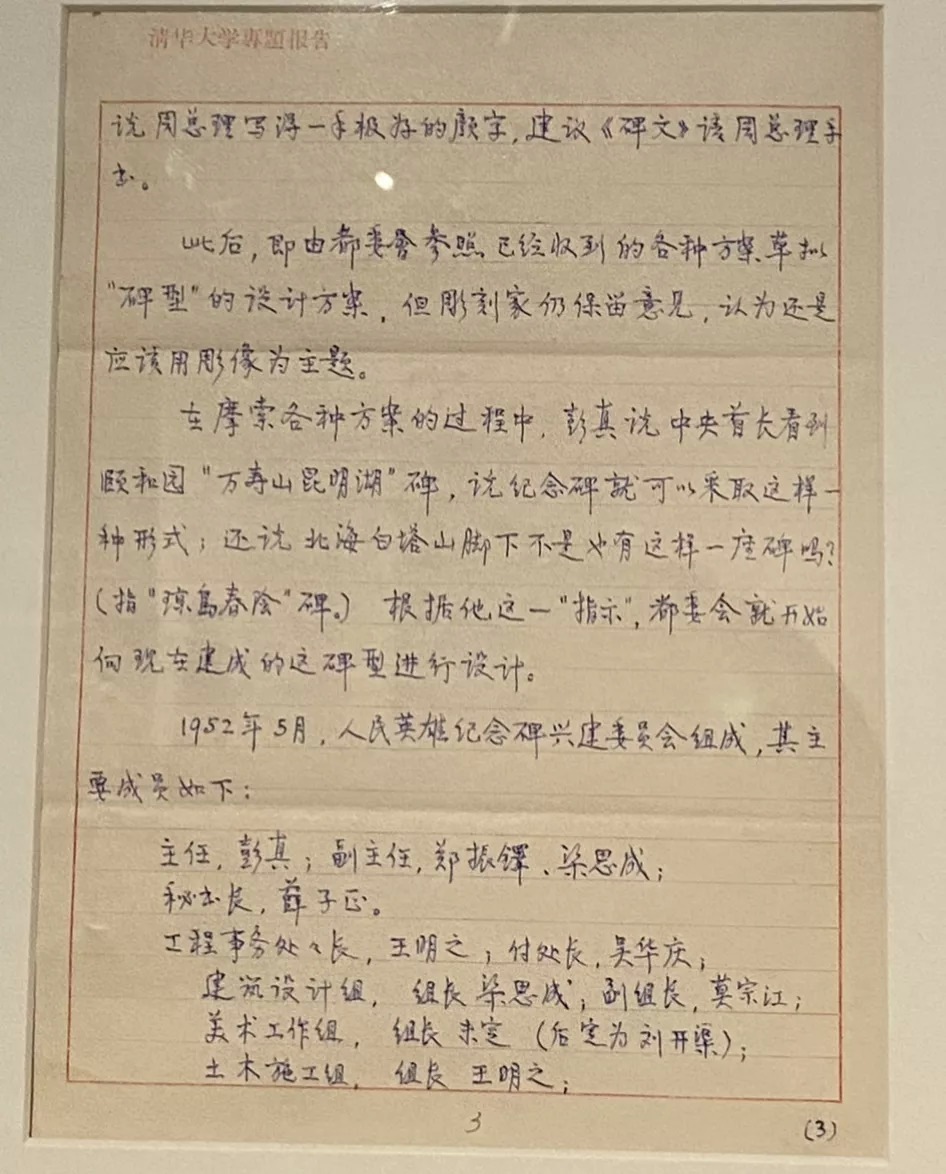 清华大学專題报告
说周总理写得一手极好的颜字，建议《碑文》请周总理手
书。
此后，即由都委會参照已经收到的各种方案草拟
“碑型”的设计方案，但彫刻家仍保留意见，认为还是
应该用彫像为主题。
在摩索各种方案的过程中，彭真说中央首长看到
颐和园“万寿山昆明湖”碑，说纪念碑就可以采取这样一
种形式；还说北海白塔山脚下不是也有这样一座碑吗？
（指“琼岛春陰”碑。）根据他这一“指示”，都委会就开始
向现在建成的这碑型进行设计。
1952年5月，人民英雄纪念碑兴建委员会组成，其主
要成员如下：
主任，彭真；副主任，郑振铎、梁思成；
秘书长，薛子正。
工程事务处々长，王明之；付处长，吴华庆；
建筑设计组，组长梁思成；副组长，莫宗江；
美术工作组，组长未定（后定为刘开渠）；
土木施工组，组长王明之；
3
(3)